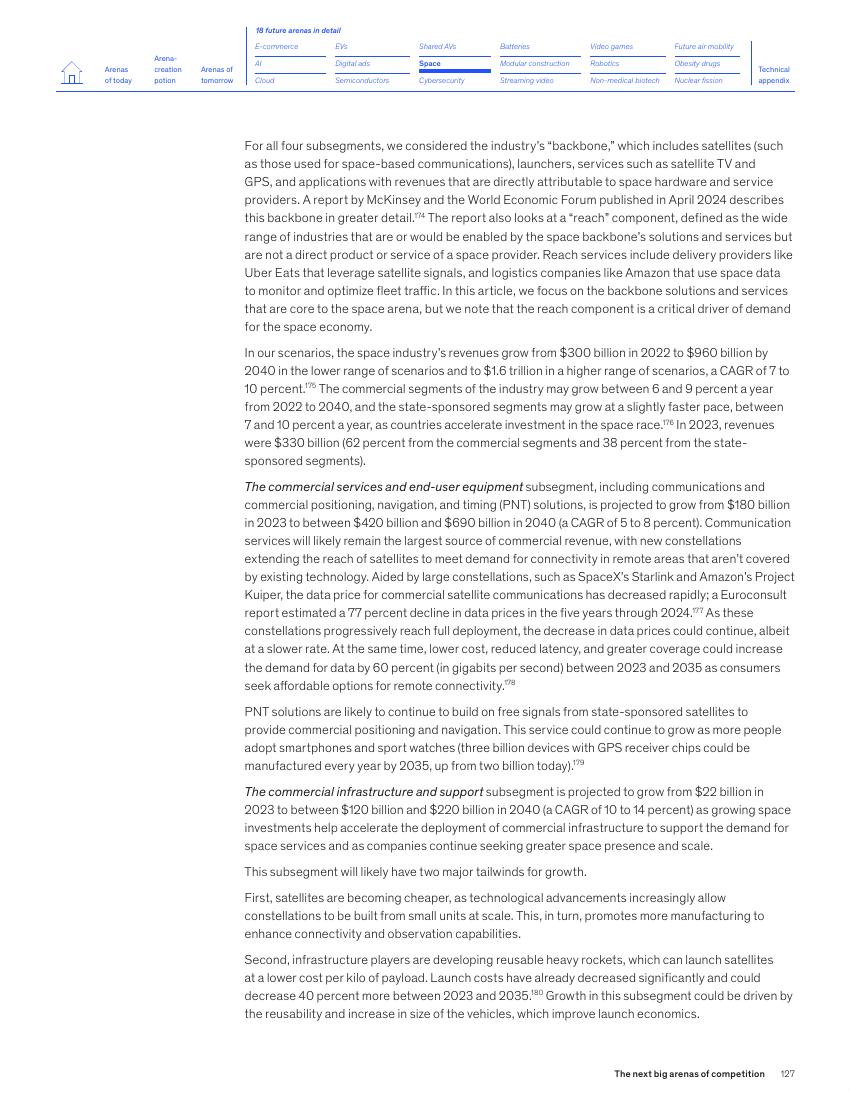 18 future arenas in detail
E-commerce EVs Shared AVs Batteries Video games Future air mobility
Arenas of today
Arena-creation potion
Arenas of tomorrow
AI Digital ads Space Modular construction Robotics Obesity drugs
Cloud Semiconductors Cybersecurity Streaming video Non-medical biotech Nuclear fission
Technical appendix
For all four subsegments, we considered the industry’s “backbone,” which includes satellites (such
as those used for space-based communications), launchers, services such as satellite TV and
GPS, and applications with revenues that are directly attributable to space hardware and service
providers. A report by McKinsey and the World Economic Forum published in April 2024 describes
this backbone in greater detail.174 The report also looks at a “reach” component, defined as the wide
range of industries that are or would be enabled by the space backbone’s solutions and services but
are not a direct product or service of a space provider. Reach services include delivery providers like
Uber Eats that leverage satellite signals, and logistics companies like Amazon that use space data
to monitor and optimize fleet traffic. In this article, we focus on the backbone solutions and services
that are core to the space arena, but we note that the reach component is a critical driver of demand
for the space economy.
In our scenarios, the space industry’s revenues grow from $300 billion in 2022 to $960 billion by
2040 in the lower range of scenarios and to $1.6 trillion in a higher range of scenarios, a CAGR of 7 to
10 percent.175 The commercial segments of the industry may grow between 6 and 9 percent a year
from 2022 to 2040, and the state-sponsored segments may grow at a slightly faster pace, between
7 and 10 percent a year, as countries accelerate investment in the space race.176 In 2023, revenues
were $330 billion (62 percent from the commercial segments and 38 percent from the state-
sponsored segments).
The commercial services and end-user equipment subsegment, including communications and
commercial positioning, navigation, and timing (PNT) solutions, is projected to grow from $180 billion
in 2023 to between $420 billion and $690 billion in 2040 (a CAGR of 5 to 8 percent). Communication
services will likely remain the largest source of commercial revenue, with new constellations
extending the reach of satellites to meet demand for connectivity in remote areas that aren’t covered
by existing technology. Aided by large constellations, such as SpaceX’s Starlink and Amazon’s Project
Kuiper, the data price for commercial satellite communications has decreased rapidly; a Euroconsult
report estimated a 77 percent decline in data prices in the five years through 2024.177 As these
constellations progressively reach full deployment, the decrease in data prices could continue, albeit
at a slower rate. At the same time, lower cost, reduced latency, and greater coverage could increase
the demand for data by 60 percent (in gigabits per second) between 2023 and 2035 as consumers
seek affordable options for remote connectivity.178
PNT solutions are likely to continue to build on free signals from state-sponsored satellites to
provide commercial positioning and navigation. This service could continue to grow as more people
adopt smartphones and sport watches (three billion devices with GPS receiver chips could be
manufactured every year by 2035, up from two billion today).179
The commercial infrastructure and support subsegment is projected to grow from $22 billion in
2023 to between $120 billion and $220 billion in 2040 (a CAGR of 10 to 14 percent) as growing space
investments help accelerate the deployment of commercial infrastructure to support the demand for
space services and as companies continue seeking greater space presence and scale.
This subsegment will likely have two major tailwinds for growth.
First, satellites are becoming cheaper, as technological advancements increasingly allow
constellations to be built from small units at scale. This, in turn, promotes more manufacturing to
enhance connectivity and observation capabilities.
Second, infrastructure players are developing reusable heavy rockets, which can launch satellites
at a lower cost per kilo of payload. Launch costs have already decreased significantly and could
decrease 40 percent more between 2023 and 2035.180 Growth in this subsegment could be driven by
the reusability and increase in size of the vehicles, which improve launch economics.
The next big arenas of competition 127